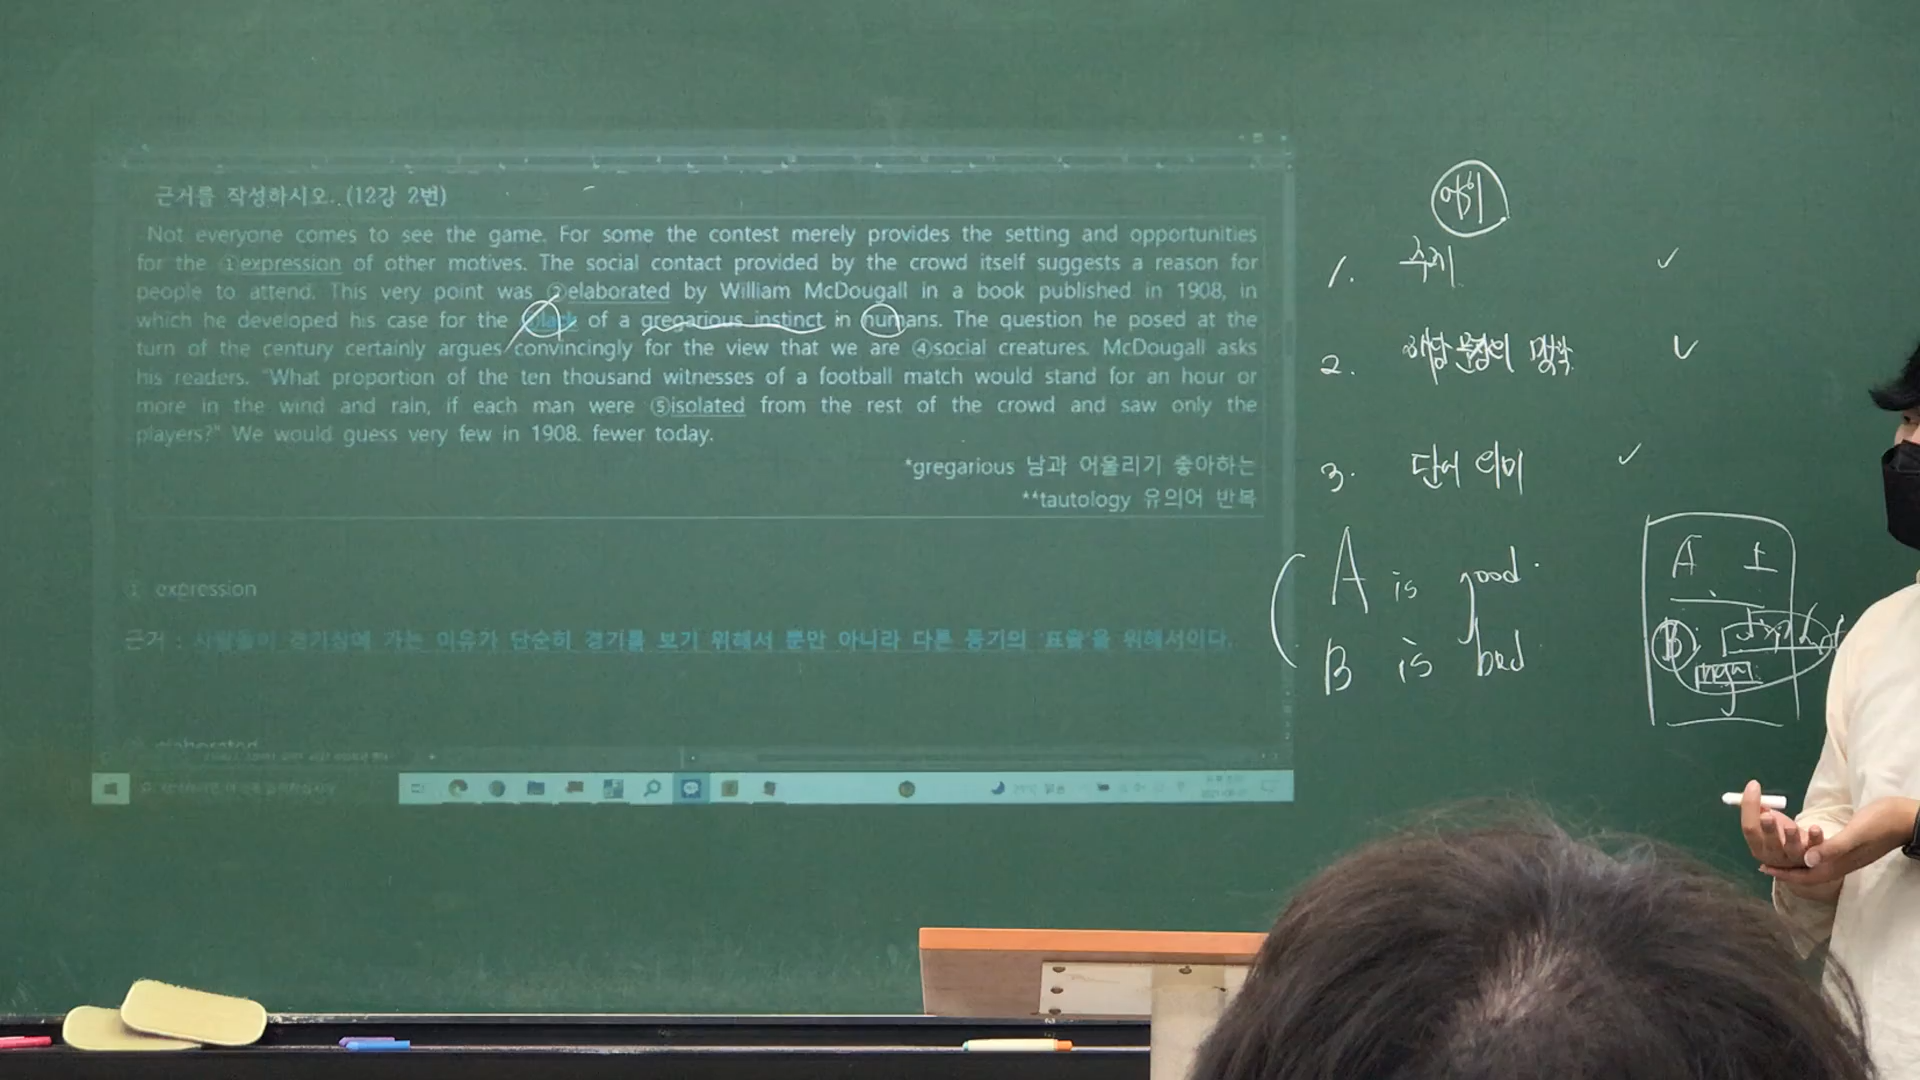 근거를 작성하시오. (12강 2번)
Not everyone comes to see the game. For some the contest merely provides the setting and opportunities
for the ①expression of other motives. The social contact provided by the crowd itself suggests a reason for
people to attend. This very point was ②elaborated by William McDougall in a book published in 1908, in
which he developed his case for the lack of a gregarious instinct in humans. The question he posed at the
turn of the century certainly argues convincingly for the view that we are ④social creatures. McDougall asks
his readers. "What proportion of the ten thousand witnesses of a football match would stand for an hour or
more in the wind and rain, if each man were ⑤isolated from the rest of the crowd and saw only the
players?" We would guess very few in 1908. fewer today.
*gregarious 남과 어울리기 좋아하는
**tautology 유의어 반복
① expression
근거 : 사람들이 경기장에 가는 이유가 단순히 경기를 보기 위해서 뿐만 아니라 다른 동기의 '표출'을 위해서이다.
elaborated
어휘
1. 주제
2. 해당 문장의 맥락
3. 단어 의미
A is good.
B is bad
A
B